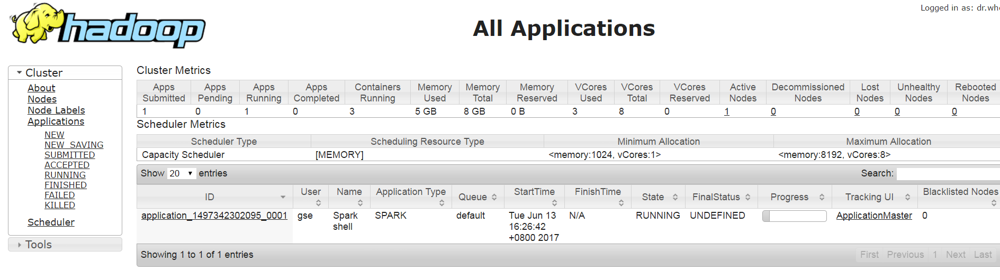 hadoop
Logged in as: dr.who
All Applications
Cluster
About
Nodes
Node Labels
Applications
NEW
NEW_SAVING
SUBMITTED
ACCEPTED
RUNNING
FINISHED
FAILED
KILLED
Scheduler
Tools
Cluster Metrics
Apps Submitted Apps Pending Apps Running Apps Completed Containers Running Memory Used Memory Total Memory Reserved VCores Used VCores Total VCores Reserved Active Nodes Decommissioned Nodes Lost Nodes Unhealthy Nodes Rebooted Nodes
1 0 1 0 3 5 GB 8 GB 0 B 3 8 0 1 0 0 0 0
Scheduler Metrics
Scheduler Type Scheduling Resource Type Minimum Allocation Maximum Allocation
Capacity Scheduler [MEMORY] <memory:1024, vCores:1> <memory:8192, vCores:8>
Show 20 entries Search:
ID User Name Application Type Queue StartTime FinishTime State FinalStatus Progress Tracking UI Blacklisted Nodes
application_1497342302095_0001 gse Spark shell SPARK default Tue Jun 13 16:26:42 +0800 2017 N/A RUNNING UNDEFINED ApplicationMaster 0
Showing 1 to 1 of 1 entries First Previous 1 Next Last